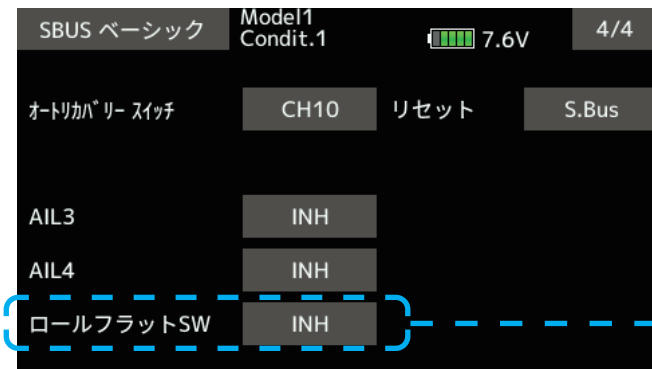 SBUS ベーシック Model1 Condit.1 7.6V 4/4
ｵｰﾄﾘｶﾊﾞﾘｰ ｽｲｯﾁ CH10 リセット S.Bus
AIL3 INH
AIL4 INH
ロールフラットSW INH